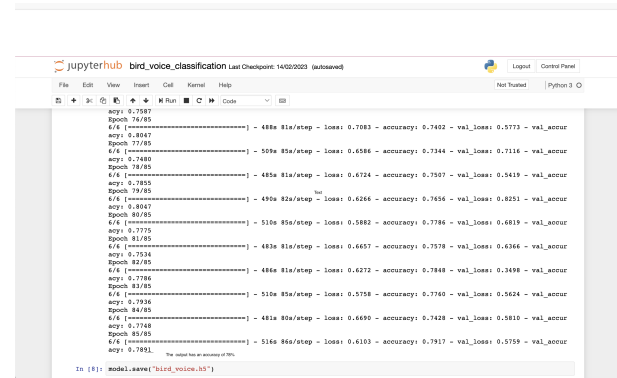 jupyterhub bird_voice_classification Last Checkpoint: 14/02/2023 (autosaved) Logout Control Panel
File Edit View Insert Cell Kernel Help Not Trusted Python 3
Run Code
acy: 0.7587
Epoch 76/85
6/6 [==============================] - 488s 81s/step - loss: 0.7083 - accuracy: 0.7402 - val_loss: 0.5773 - val_accur
acy: 0.8047
Epoch 77/85
6/6 [==============================] - 509s 85s/step - loss: 0.6586 - accuracy: 0.7344 - val_loss: 0.7116 - val_accur
acy: 0.7480
Epoch 78/85
6/6 [==============================] - 485s 81s/step - loss: 0.6724 - accuracy: 0.7507 - val_loss: 0.5419 - val_accur
acy: 0.7855
Epoch 79/85
Text
6/6 [==============================] - 490s 82s/step - loss: 0.6266 - accuracy: 0.7656 - val_loss: 0.8251 - val_accur
acy: 0.8047
Epoch 80/85
6/6 [==============================] - 510s 85s/step - loss: 0.5882 - accuracy: 0.7786 - val_loss: 0.6819 - val_accur
acy: 0.7775
Epoch 81/85
6/6 [==============================] - 483s 81s/step - loss: 0.6657 - accuracy: 0.7578 - val_loss: 0.6366 - val_accur
acy: 0.7534
Epoch 82/85
6/6 [==============================] - 486s 81s/step - loss: 0.6272 - accuracy: 0.7848 - val_loss: 0.3498 - val_accur
acy: 0.7786
Epoch 83/85
6/6 [==============================] - 510s 85s/step - loss: 0.5758 - accuracy: 0.7760 - val_loss: 0.5624 - val_accur
acy: 0.7936
Epoch 84/85
6/6 [==============================] - 481s 80s/step - loss: 0.6690 - accuracy: 0.7428 - val_loss: 0.5810 - val_accur
acy: 0.7748
Epoch 85/85
6/6 [==============================] - 516s 86s/step - loss: 0.6103 - accuracy: 0.7917 - val_loss: 0.5759 - val_accur
acy: 0.7891 The output has an accuracy of 78%.
In [8]: model.save("bird_voice.h5")